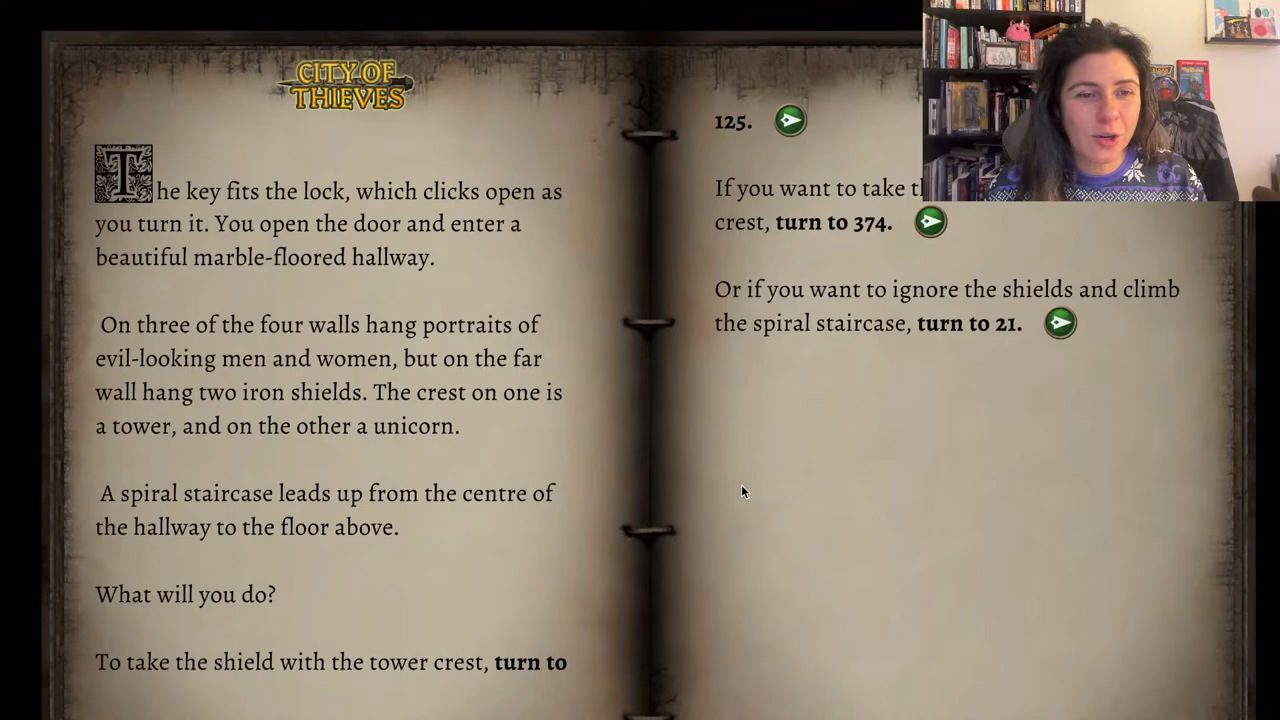 CITY OF
THIEVES
The key fits the lock, which clicks open as
you turn it. You open the door and enter a
beautiful marble-floored hallway.
On three of the four walls hang portraits of
evil-looking men and women, but on the far
wall hang two iron shields. The crest on one is
a tower, and on the other a unicorn.
A spiral staircase leads up from the centre of
the hallway to the floor above.
What will you do?
To take the shield with the tower crest, turn to
125.
If you want to take
crest, turn to 374.
Or if you want to ignore the shields and climb
the spiral staircase, turn to 21.